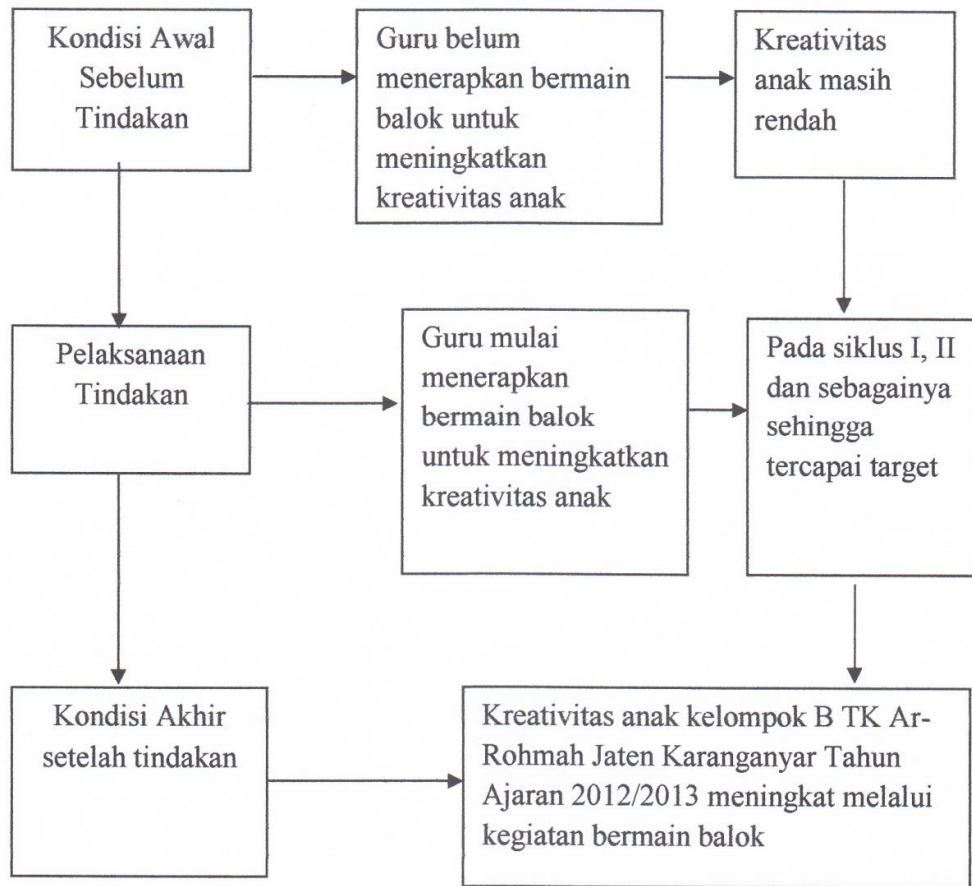 Kondisi Awal
Sebelum
Tindakan
Guru belum
menerapkan bermain
balok untuk
meningkatkan
kreativitas anak
Kreativitas
anak masih
rendah
Pelaksanaan
Tindakan
Guru mulai
menerapkan
bermain balok
untuk meningkatkan
kreativitas anak
Pada siklus I, II
dan sebagainya
sehingga
tercapai target
Kondisi Akhir
setelah tindakan
Kreativitas anak kelompok B TK Ar-
Rohmah Jaten Karanganyar Tahun
Ajaran 2012/2013 meningkat melalui
kegiatan bermain balok